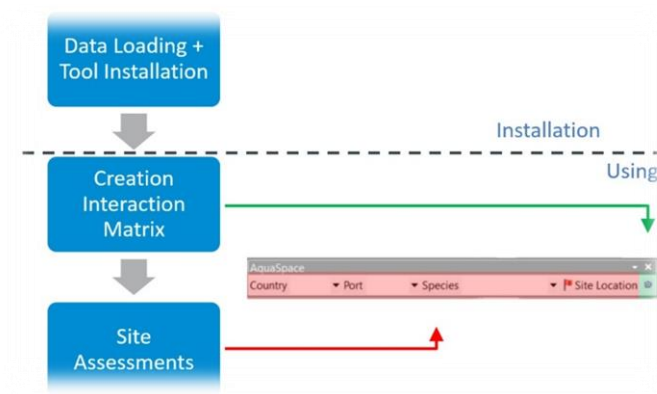 Data Loading +
Tool Installation
Installation
Using
Creation
Interaction
Matrix
AquaSpace
Country Port Species Site Location
Site
Assessments